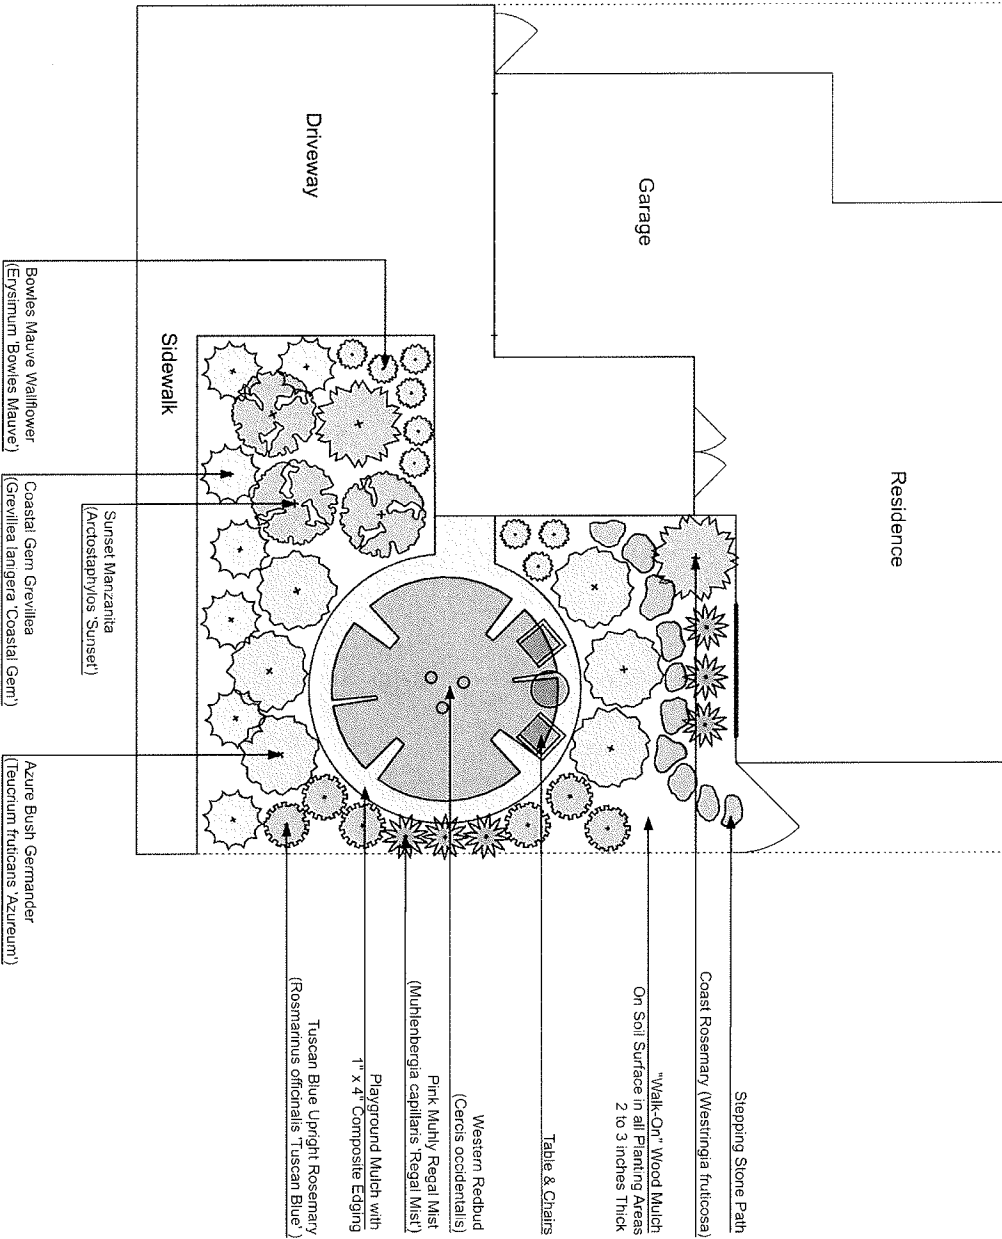 Residence
Garage
Driveway
Sidewalk
Stepping Stone Path
Coast Rosemary (Westringia fruticosa)
"Walk-On" Wood Mulch
On Soil Surface in all Planting Areas
2 to 3 inches Thick
Table & Chairs
Western Redbud
(Cercis occidentalis)
Pink Muhly Regal Mist
(Muhlenbergia capillaris 'Regal Mist')
Playground Mulch with
1" x 4" Composite Edging
Tuscan Blue Upright Rosemary
(Rosmarinus officinalis 'Tuscan Blue')
Sunset Manzanita
(Arctostaphylos 'Sunset')
Bowles Mauve Wallflower
(Erysimum 'Bowles Mauve')
Coastal Gem Grevillea
(Grevillea lanigera 'Coastal Gem')
Azure Bush Germander
(Teucrium fruticans 'Azureum')